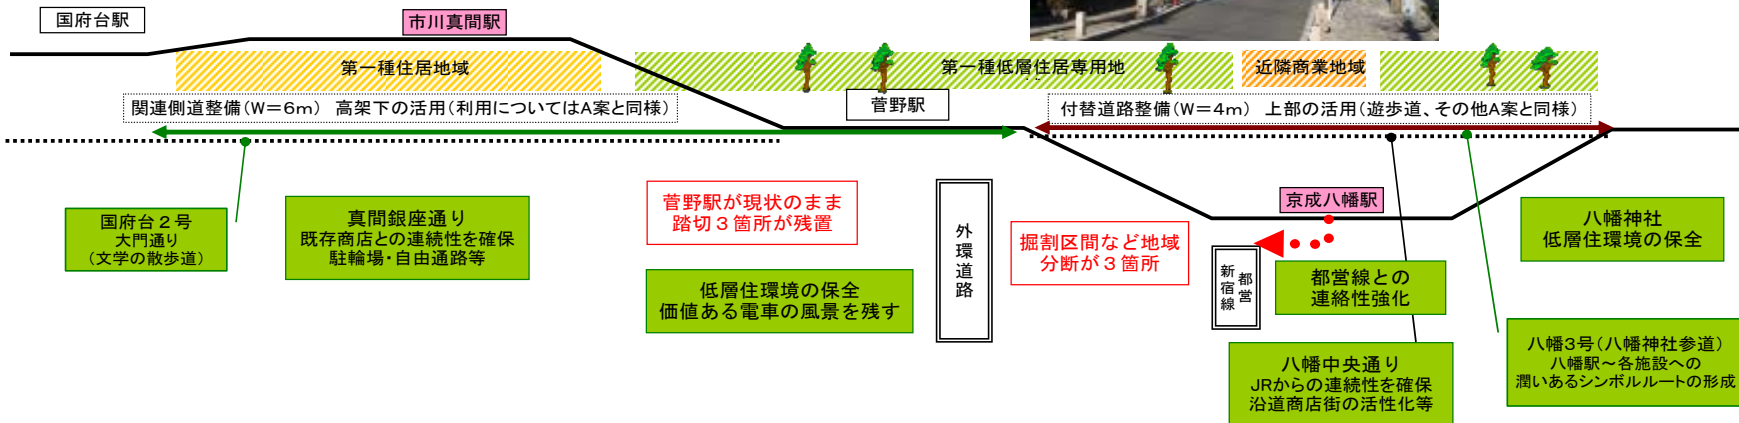 国府台駅
市川真間駅
第一種住居地域
第一種低層住居専用地
近隣商業地域
関連側道整備(W=6m) 高架下の活用(利用についてはA案と同様)
菅野駅
付替道路整備(W=4m) 上部の活用(遊歩道、その他A案と同様)
国府台2号
大門通り
(文学の散歩道)
真間銀座通り
既存商店との連続性を確保
駐輪場・自由通路等
菅野駅が現状のまま
踏切3箇所が残置
低層住環境の保全
価値ある電車の風景を残す
外環道路
掘割区間など地域
分断が3箇所
京成八幡駅
都営
新宿線
都営線との
連絡性強化
八幡神社
低層住環境の保全
八幡中央通り
JRからの連続性を確保
沿道商店街の活性化等
八幡3号(八幡神社参道)
八幡駅~各施設への
潤いあるシンボルルートの形成